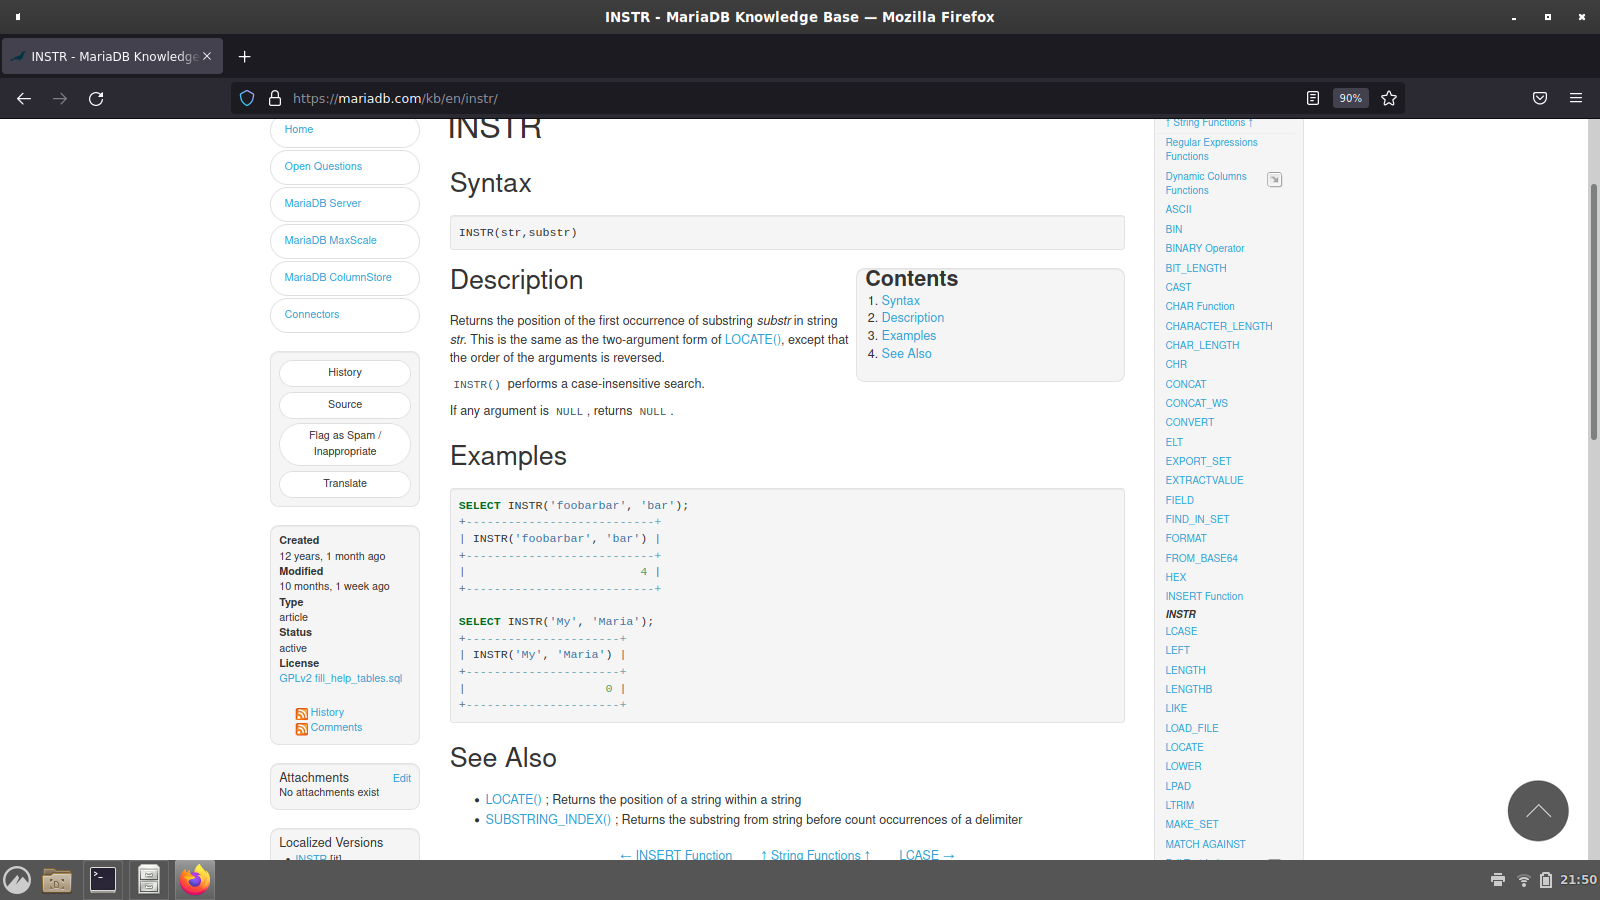 INSTR - MariaDB Knowledge Base — Mozilla Firefox
INSTR - MariaDB Knowledge
https://mariadb.com/kb/en/instr/
90%
Home
Open Questions
MariaDB Server
MariaDB MaxScale
MariaDB ColumnStore
Connectors
History
Source
Flag as Spam /
Inappropriate
Translate
Created
12 years, 1 month ago
Modified
10 months, 1 week ago
Type
article
Status
active
License
GPLv2 fill_help_tables.sql
History
Comments
Attachments Edit
No attachments exist
Localized Versions
• INSTR [it]
INSTR
Syntax
INSTR(str,substr)
Description
Returns the position of the first occurrence of substring substr in string
str. This is the same as the two-argument form of LOCATE(), except that
the order of the arguments is reversed.
INSTR() performs a case-insensitive search.
If any argument is NULL, returns NULL.
Contents
1. Syntax
2. Description
3. Examples
4. See Also
Examples
SELECT INSTR('foobarbar', 'bar');
+---------------------------+
| INSTR('foobarbar', 'bar') |
+---------------------------+
|                         4 |
+---------------------------+
SELECT INSTR('My', 'Maria');
+----------------------+
| INSTR('My', 'Maria') |
+----------------------+
|                    0 |
+----------------------+
See Also
• LOCATE() ; Returns the position of a string within a string
• SUBSTRING_INDEX() ; Returns the substring from string before count occurrences of a delimiter
← INSERT Function ↑ String Functions ↑ LCASE →
↑ String Functions ↑
Regular Expressions
Functions
Dynamic Columns
Functions
ASCII
BIN
BINARY Operator
BIT_LENGTH
CAST
CHAR Function
CHARACTER_LENGTH
CHAR_LENGTH
CHR
CONCAT
CONCAT_WS
CONVERT
ELT
EXPORT_SET
EXTRACTVALUE
FIELD
FIND_IN_SET
FORMAT
FROM_BASE64
HEX
INSERT Function
INSTR
LCASE
LEFT
LENGTH
LENGTHB
LIKE
LOAD_FILE
LOCATE
LOWER
LPAD
LTRIM
MAKE_SET
MATCH AGAINST
21:50